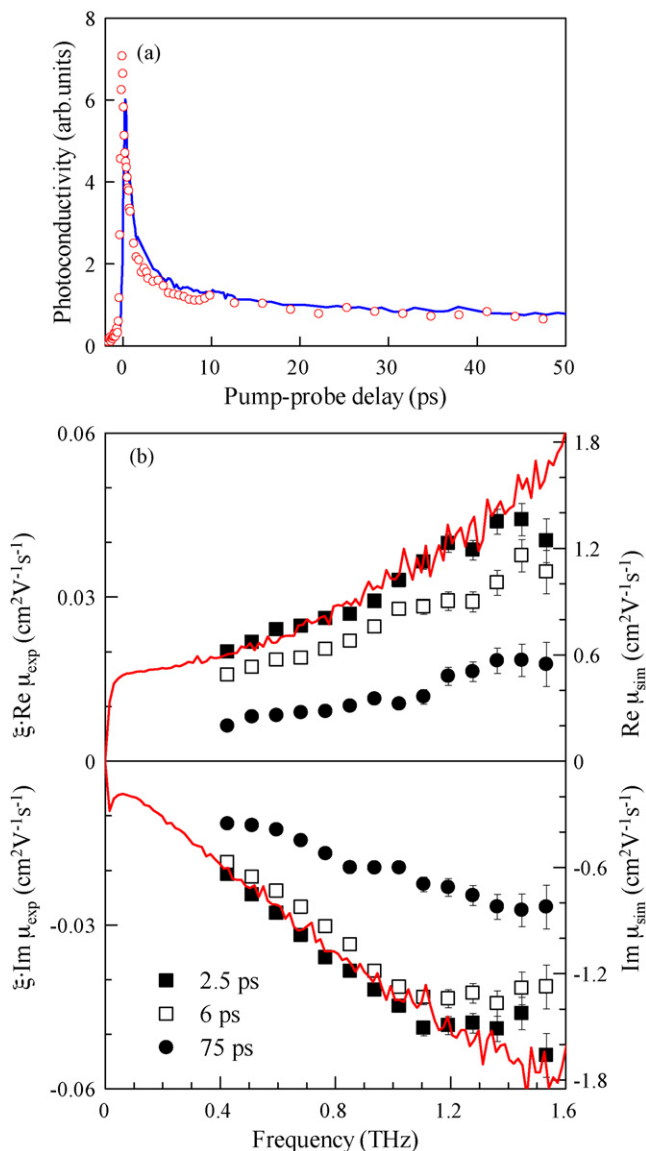 (a)
Photoconductivity (arb.units)
8
6
4
2
0
0 10 20 30 40 50
Pump-probe delay (ps)
(b)
ξ·Re μexp (cm²V⁻¹s⁻¹)
0.06
0.03
0
Re μsim (cm²V⁻¹s⁻¹)
1.8
1.2
0.6
0
ξ·Im μexp (cm²V⁻¹s⁻¹)
-0.03
-0.06
Im μsim (cm²V⁻¹s⁻¹)
-0.6
-1.2
-1.8
2.5 ps
6 ps
75 ps
0 0.4 0.8 1.2 1.6
Frequency (THz)